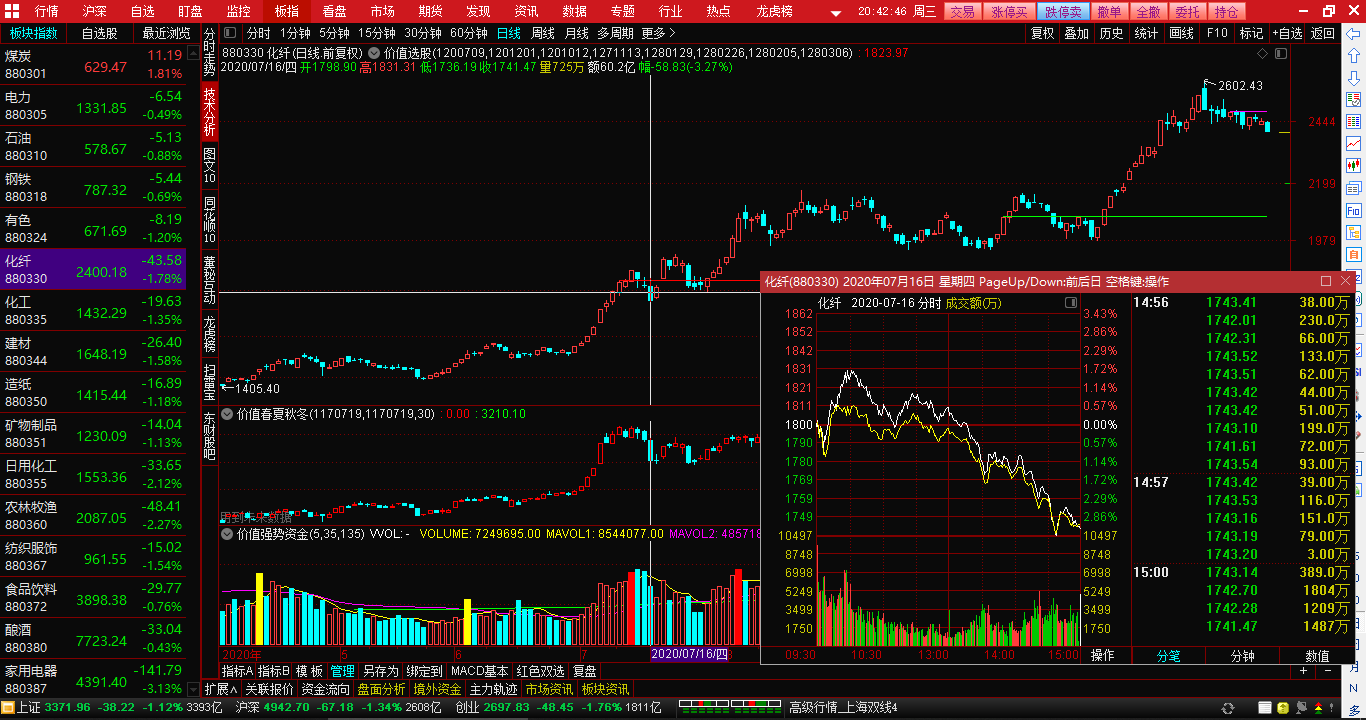 行情 沪深 自选 盯盘 监控 板指 看盘 市场 期货 发现 资讯 数据 专题 行业 热点 龙虎榜 20:42:46 周三 交易 涨停买 跌停卖 撤单 全撤 委托 持仓
板块指数 自选股 最近浏览 分时 1分钟 5分钟 15分钟 30分钟 60分钟 日线 周线 月线 多周期 更多 复权 叠加 历史 统计 画线 F10 标记 +自选 返回
880330 化纤(日线.前复权) 价值选股(1200709,1201201,1201012,1271113,1280129,1280226,1280205,1280306) : 1823.97
2020/07/16/四 开1798.90 高1831.31 低1736.19 收1741.47 量725万 额60.2亿 幅-58.83(-3.27%)
煤炭 11.19
629.47
880301 1.81%
电力 -6.54
1331.85
880305 -0.49%
石油 -5.13
578.67
880310 -0.88%
钢铁 -5.44
787.32
880318 -0.69%
有色 -8.19
671.69
880324 -1.20%
化纤 -43.58
2400.18
880330 -1.78%
化工 -19.63
1432.29
880335 -1.35%
建材 -26.40
1648.19
880344 -1.58%
造纸 -16.89
1415.44
880350 -1.18%
矿物制品 -14.04
1230.09
880351 -1.13%
日用化工 -33.65
1553.36
880355 -2.12%
农林牧渔 -48.41
2087.05
880360 -2.27%
纺织服饰 -15.02
961.55
880367 -1.54%
食品饮料 -29.77
3898.38
880372 -0.76%
酿酒 -33.04
7723.24
880380 -0.43%
家用电器 -141.79
4391.40
880387 -3.13%
分时走势
技术分析
图文10
同花顺10
董秘互动
龙虎榜
扫雷宝
东财股吧
2602.43
2444
2199
1979
1405.40
价值春夏秋冬(1170719,1170719,30) : 0.00 : 3210.10
用到未来数据
价值强势资金(5,35,135) VVOL: - VOLUME: 7249695.00 MAVOL1: 8544077.00 MAVOL2: 485718
2020年 5 6 7 2020/07/16/四
化纤(880330) 2020年07月16日 星期四 PageUp/Down:前后日 空格键:操作
化纤 2020-07-16 分时 成交额(万)
1862 3.43%
1852 2.86%
1842 2.29%
1831 1.72%
1821 1.14%
1811 0.57%
1800 0.00%
1790 0.57%
1780 1.14%
1769 1.72%
1759 2.29%
1749 2.86%
10497 10497
8748 8748
6998 6998
5249 5249
3499 3499
1750 1750
09:30 10:30 13:00 14:00 15:00
14:56 1743.41 38.00万
1742.01 230.0万
1742.31 66.00万
1743.52 133.0万
1743.51 62.00万
1743.42 44.00万
1743.42 51.00万
1743.10 199.0万
1741.61 72.00万
1743.54 93.00万
14:57 1743.42 39.00万
1743.53 116.0万
1743.16 151.0万
1743.19 79.00万
1743.20 3.00万
15:00 1743.14 389.0万
1742.70 1804万
1742.28 1209万
1741.47 1487万
操作 分笔 分钟 数值
指标A 指标B 模板 管理 另存为 绑定到 MACD基本 红色双选 复盘
扩展∧ 关联报价 资金流向 盘面分析 境外资金 主力轨迹 市场资讯 板块资讯
上证 3371.96 -38.22 -1.12% 3393亿 沪深 4942.70 -67.18 -1.34% 2608亿 创业 2697.83 -48.45 -1.76% 1811亿 高级行情_上海双线4